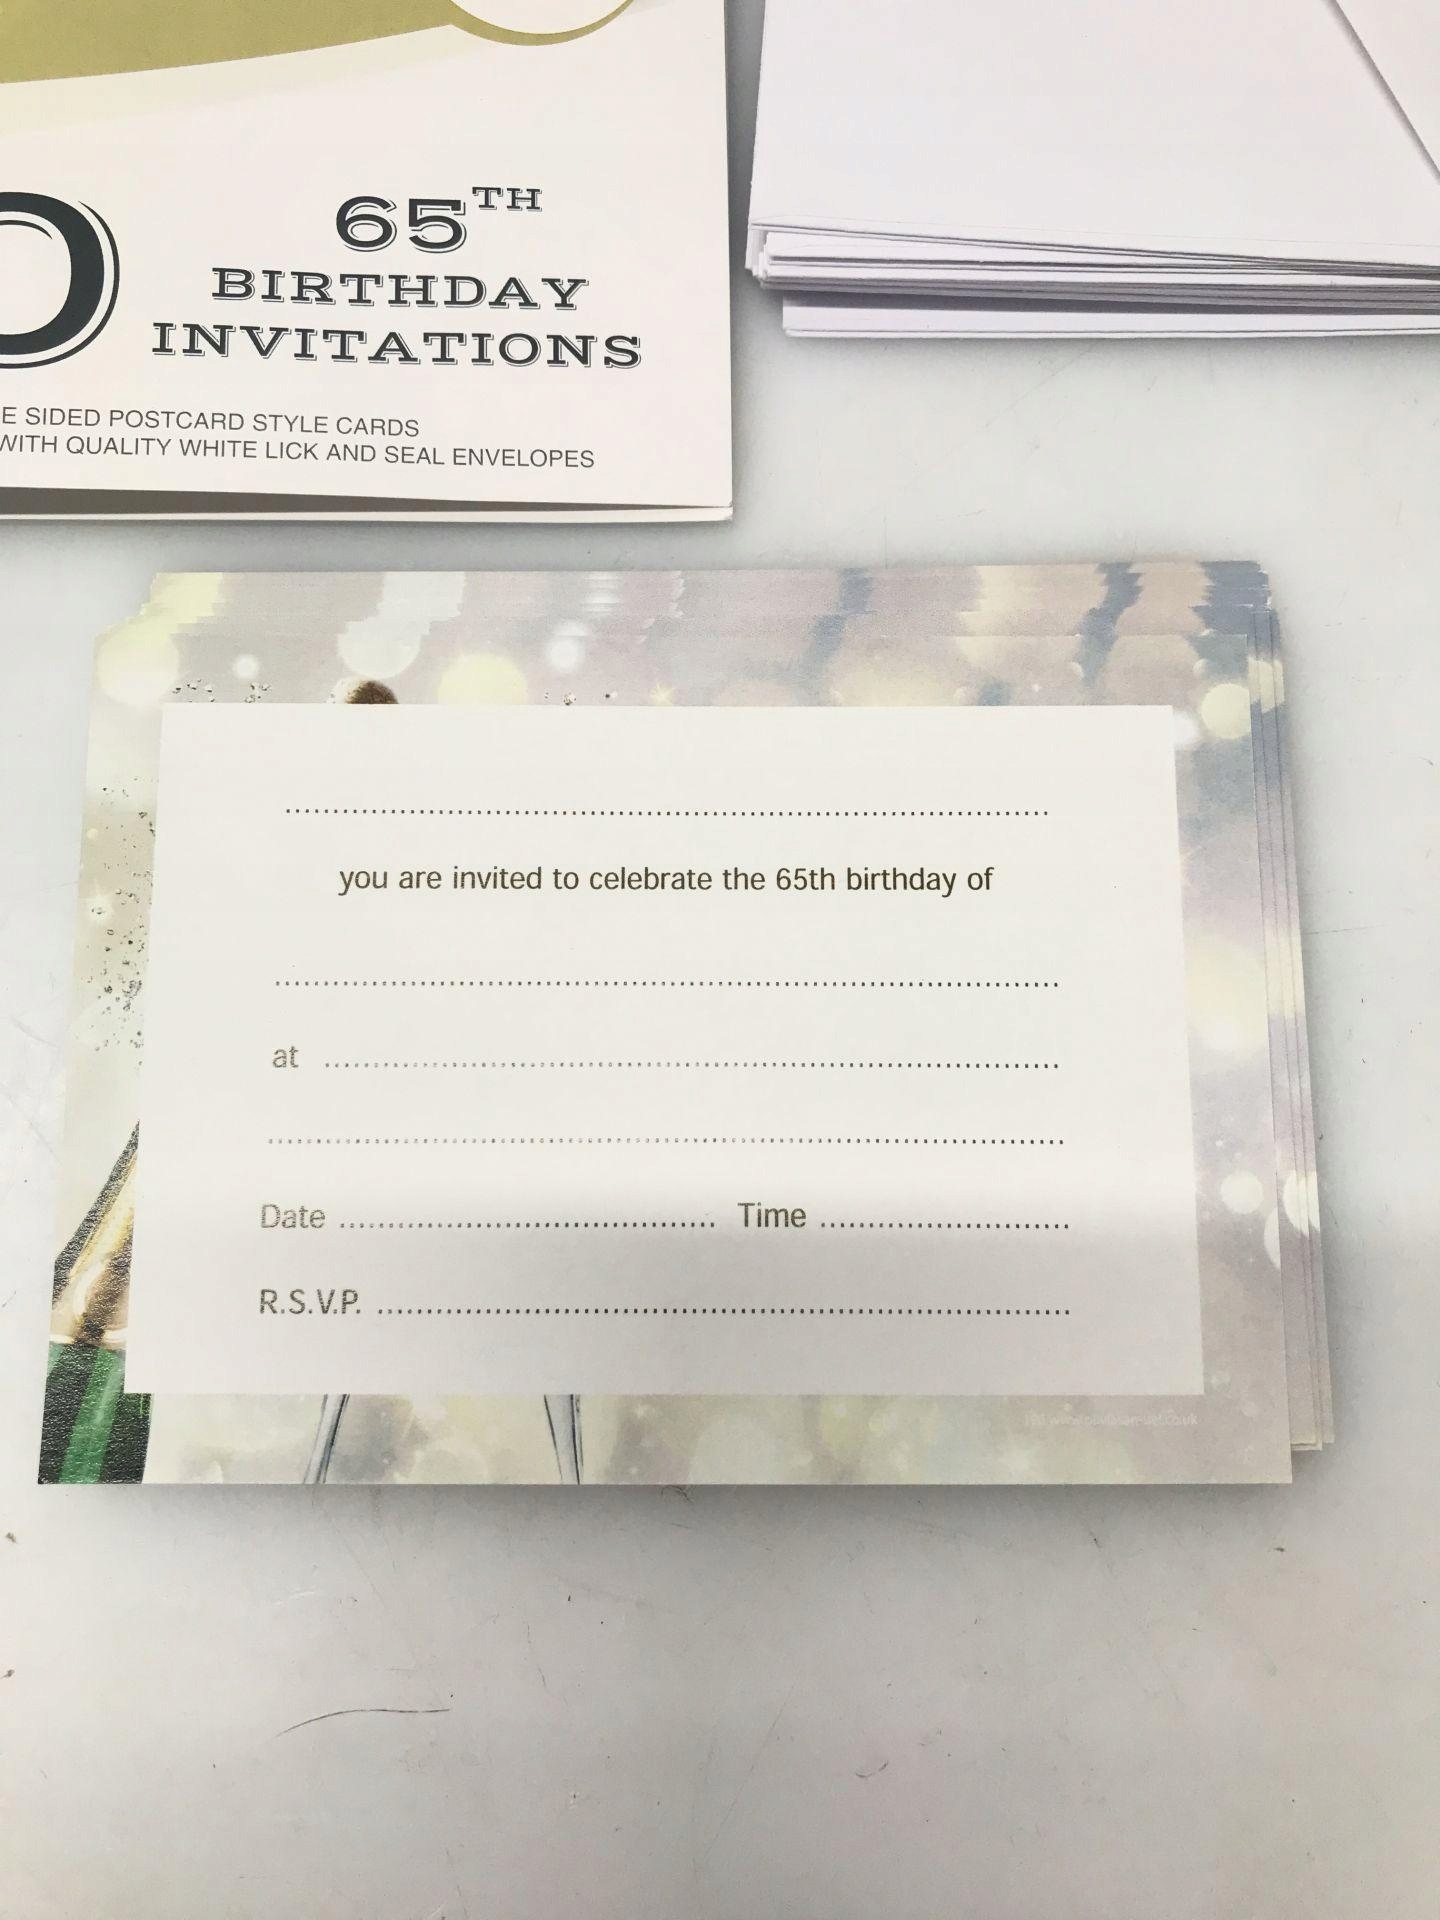 65TH
BIRTHDAY
INVITATIONS
SIDED POSTCARD STYLE CARDS
WITH QUALITY WHITE LICK AND SEAL ENVELOPES
you are invited to celebrate the 65th birthday of
at
Date Time
R.S.V.P.